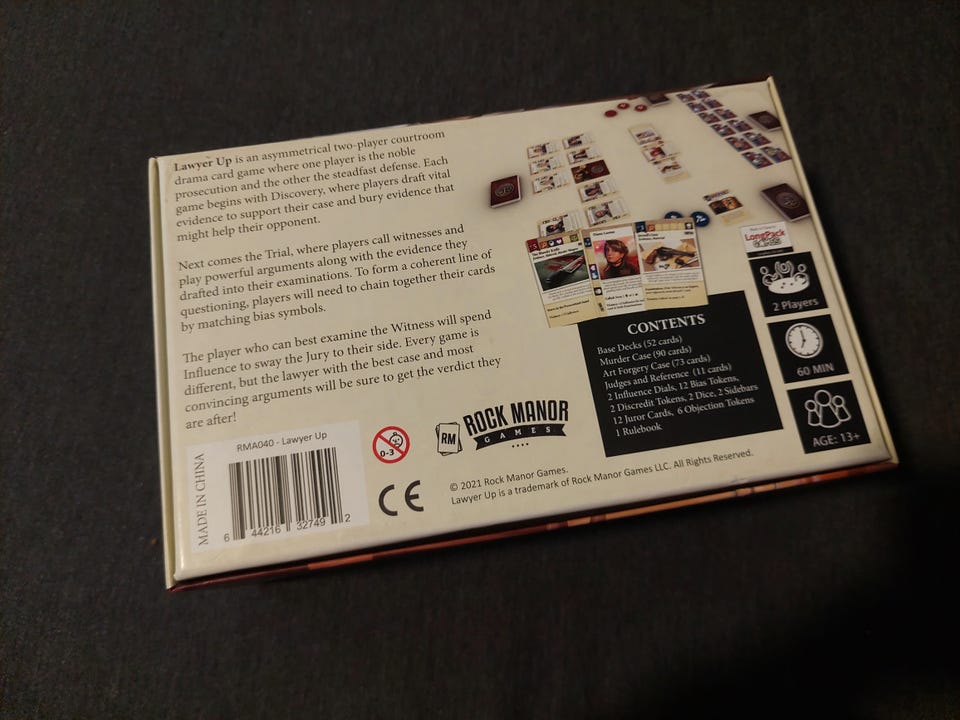 Lawyer Up is an asymmetrical two-player courtroom
drama card game where one player is the noble
prosecution and the other the steadfast defense. Each
game begins with Discovery, where players draft vital
evidence to support their case and bury evidence that
might help their opponent.
Next comes the Trial, where players call witnesses and
play powerful arguments along with the evidence they
drafted into their examinations. To form a coherent line of
questioning, players will need to chain together their cards
by matching bias symbols.
The player who can best examine the Witness will spend
Influence to sway the Jury to their side. Every game is
different, but the lawyer with the best case and most
convincing arguments will be sure to get the verdict they
are after!
LongPack
2 Players
60 MIN
AGE: 13+
CONTENTS
Base Decks (52 cards)
Murder Case (90 cards)
Art Forgery Case (73 cards)
Judges and Reference (11 cards)
2 Influence Dials, 12 Bias Tokens,
2 Discredit Tokens, 2 Dice, 2 Sidebars
12 Juror Cards, 6 Objection Tokens
1 Rulebook
MADE IN CHINA
RMA040 - Lawyer Up
6 44216 32749 2
0-3
CE
RM
ROCK MANOR
GAMES
© 2021 Rock Manor Games.
Lawyer Up is a trademark of Rock Manor Games LLC. All Rights Reserved.